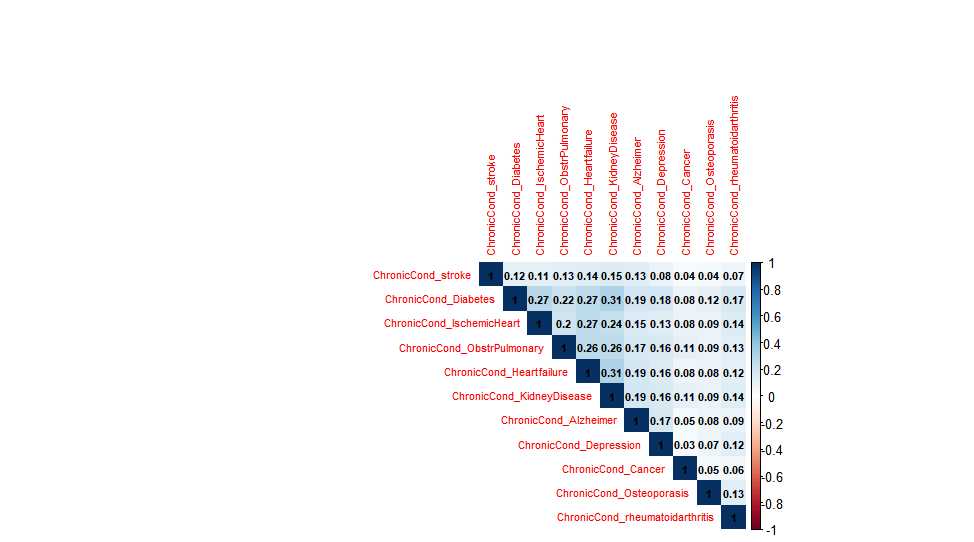 ChronicCond_stroke
ChronicCond_Diabetes
ChronicCond_IschemicHeart
ChronicCond_ObstrPulmonary
ChronicCond_Heartfailure
ChronicCond_KidneyDisease
ChronicCond_Alzheimer
ChronicCond_Depression
ChronicCond_Cancer
ChronicCond_Osteoporasis
ChronicCond_rheumatoidarthritis
ChronicCond_stroke 1 0.12 0.11 0.13 0.14 0.15 0.13 0.08 0.04 0.04 0.07
ChronicCond_Diabetes 1 0.27 0.22 0.27 0.31 0.19 0.18 0.08 0.12 0.17
ChronicCond_IschemicHeart 1 0.2 0.27 0.24 0.15 0.13 0.08 0.09 0.14
ChronicCond_ObstrPulmonary 1 0.26 0.26 0.17 0.16 0.11 0.09 0.13
ChronicCond_Heartfailure 1 0.31 0.19 0.16 0.08 0.08 0.12
ChronicCond_KidneyDisease 1 0.19 0.16 0.11 0.09 0.14
ChronicCond_Alzheimer 1 0.17 0.05 0.08 0.09
ChronicCond_Depression 1 0.03 0.07 0.12
ChronicCond_Cancer 1 0.05 0.06
ChronicCond_Osteoporasis 1 0.13
ChronicCond_rheumatoidarthritis 1
1
0.8
0.6
0.4
0.2
0
-0.2
-0.4
-0.6
-0.8
-1